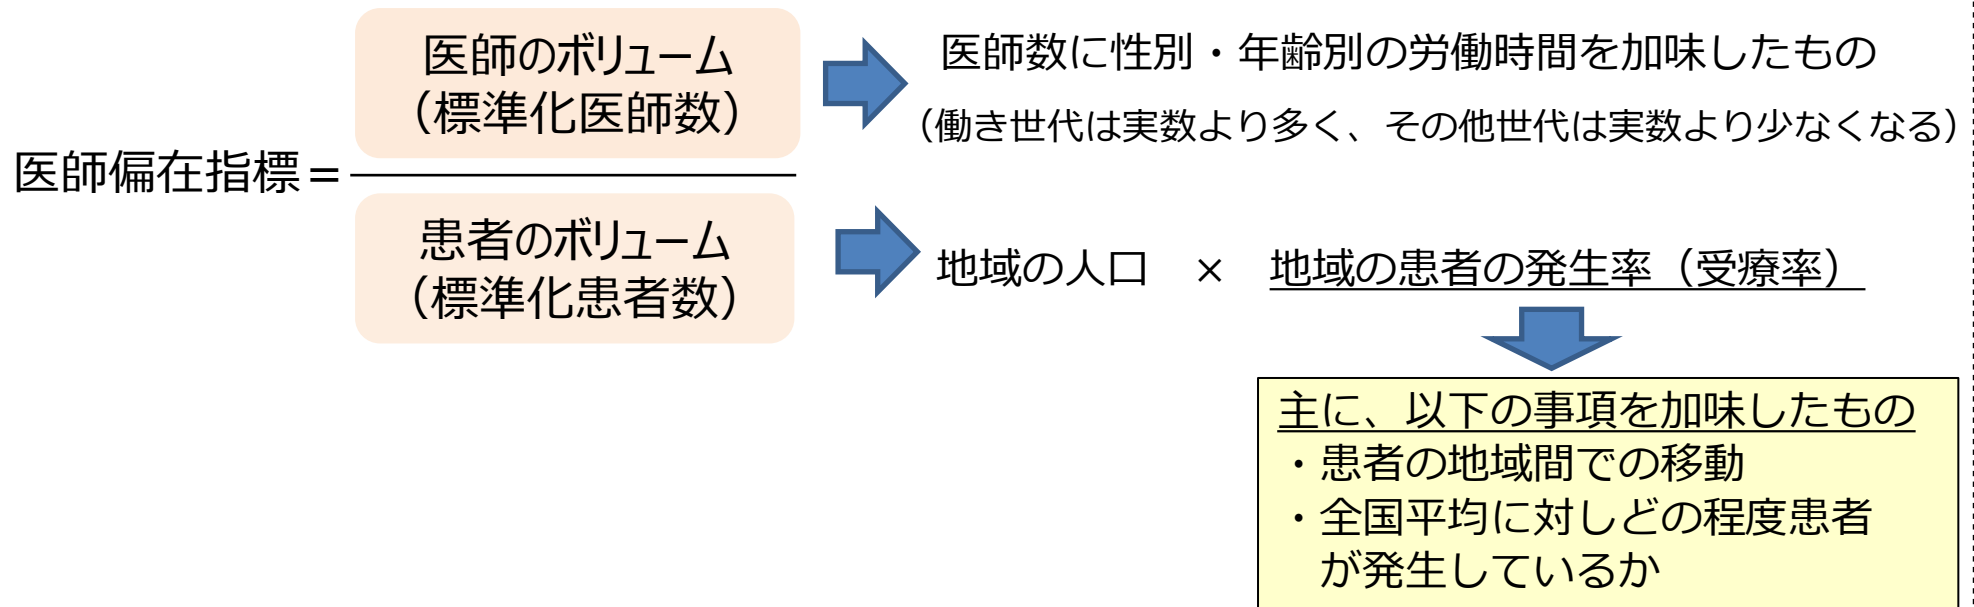 医師のボリューム
（標準化医師数）
医師数に性別・年齢別の労働時間を加味したもの
（働き世代は実数より多く、その他世代は実数より少なくなる）
医師偏在指標＝
患者のボリューム
（標準化患者数）
地域の人口　×　地域の患者の発生率（受療率）
主に、以下の事項を加味したもの
・患者の地域間での移動
・全国平均に対しどの程度患者
が発生しているか